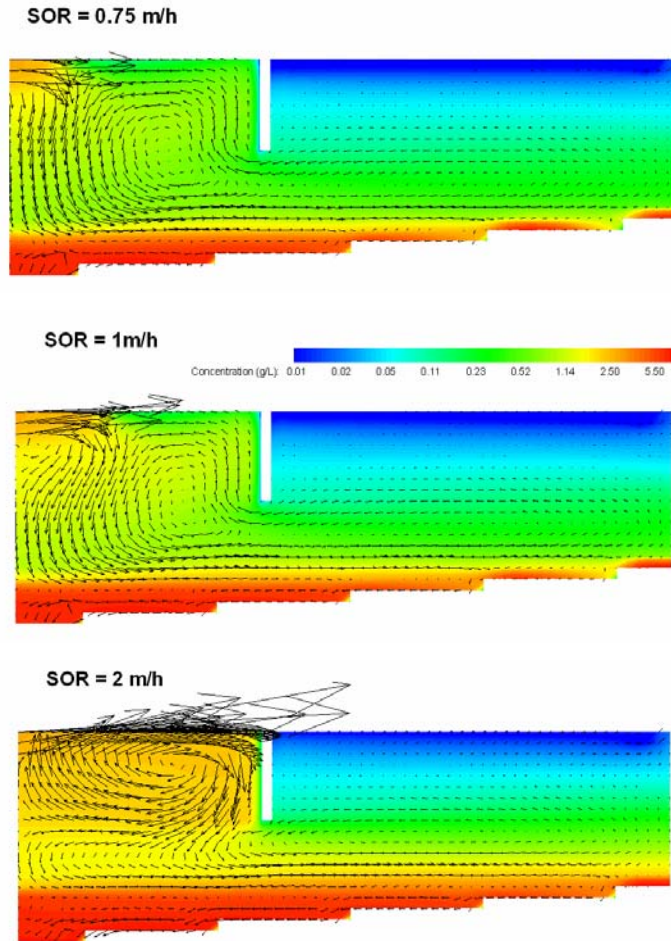 SOR = 0.75 m/h
SOR = 1m/h
Concentration (g/L): 0.01 0.02 0.05 0.11 0.23 0.52 1.14 2.50 5.50
SOR = 2 m/h